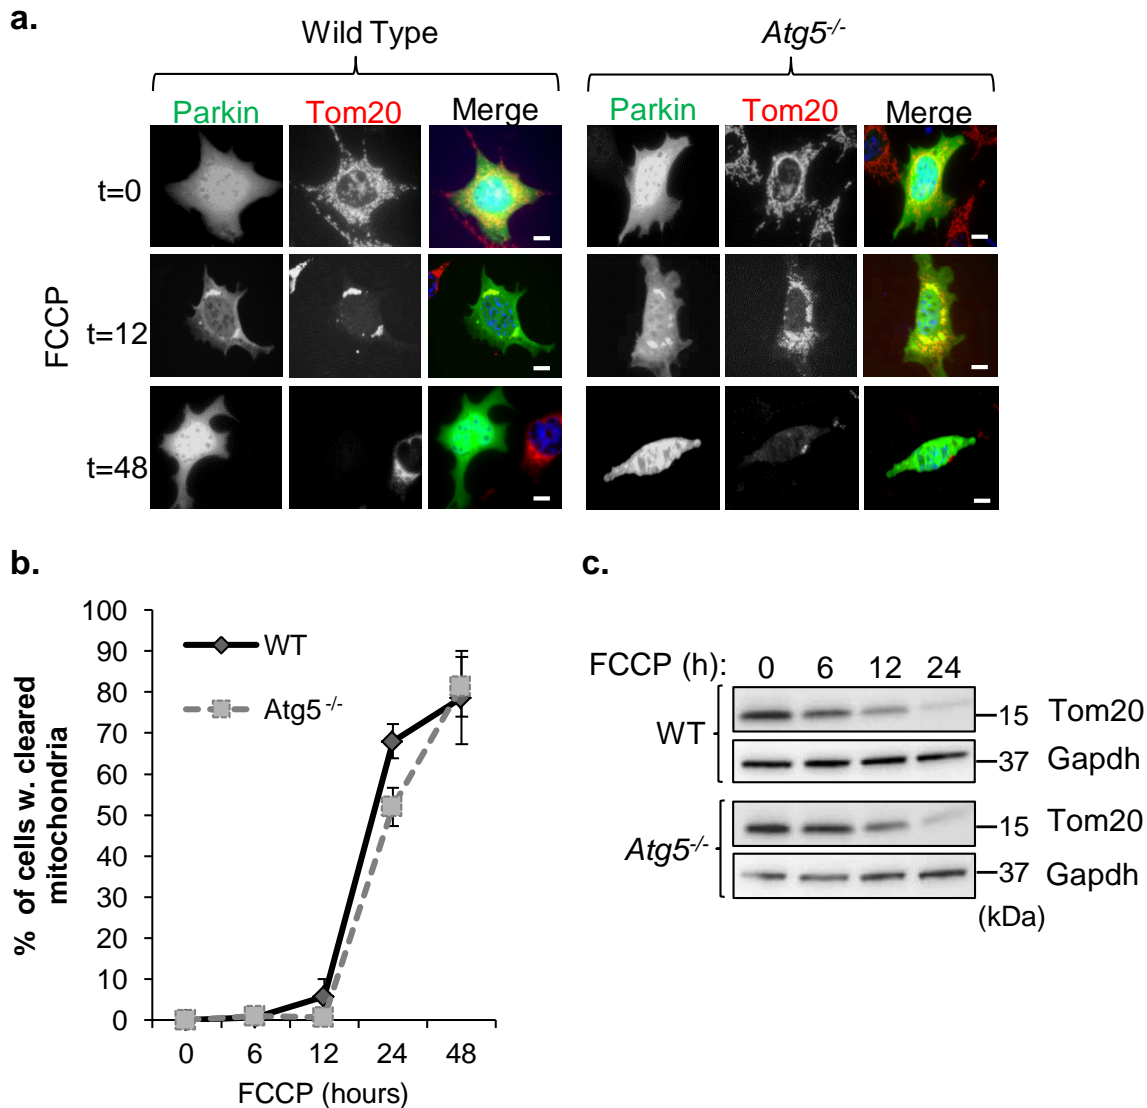 a.
Wild Type
Atg5-/-
Parkin Tom20 Merge Parkin Tom20 Merge
t=0
FCCP
t=12
t=48
b.
% of cells w. cleared
mitochondria
100
90
80
70
60
50
40
30
20
10
0
WT
Atg5 -/-
0 6 12 24 48
FCCP (hours)
c.
FCCP (h): 0 6 12 24
WT
15 Tom20
37 Gapdh
Atg5-/-
15 Tom20
37 Gapdh
(kDa)